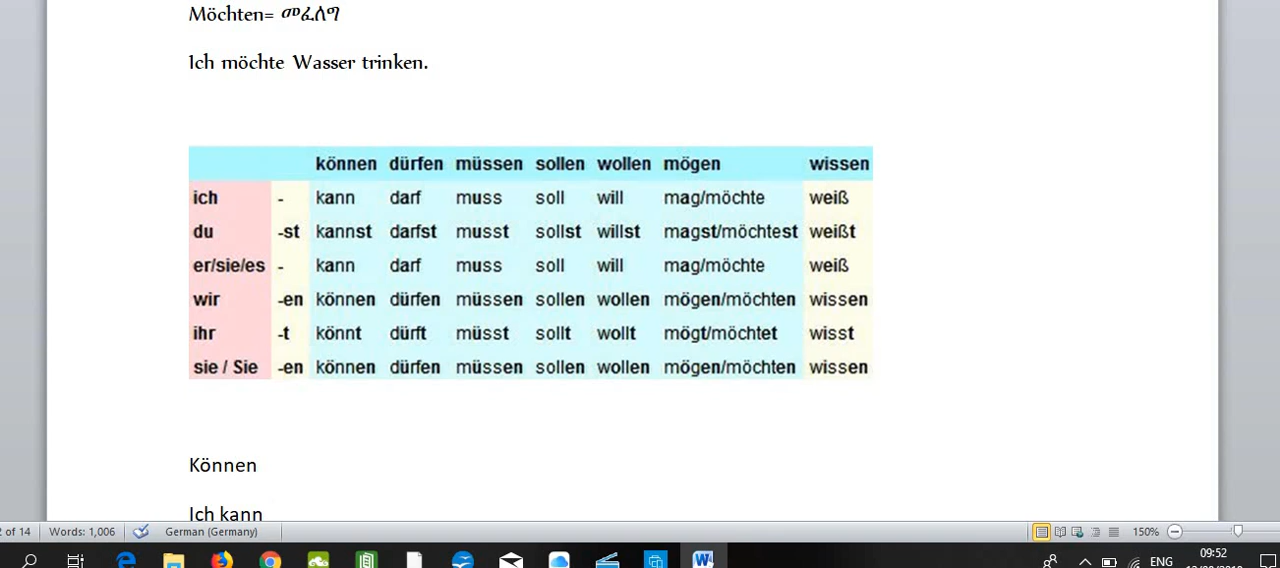 Möchten= መፈለግ
Ich möchte Wasser trinken.
können dürfen müssen sollen wollen mögen wissen
ich - kann darf muss soll will mag/möchte weiß
du -st kannst darfst musst sollst willst magst/möchtest weißt
er/sie/es - kann darf muss soll will mag/möchte weiß
wir -en können dürfen müssen sollen wollen mögen/möchten wissen
ihr -t könnt dürft müsst sollt wollt mögt/möchtet wisst
sie / Sie -en können dürfen müssen sollen wollen mögen/möchten wissen
Können
Ich kann
of 14 Words: 1,006 German (Germany) 150%
ENG 09:52